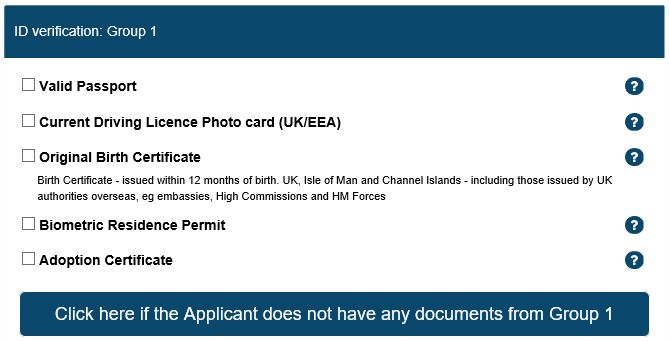 ID verification: Group 1
Valid Passport ?
Current Driving Licence Photo card (UK/EEA) ?
Original Birth Certificate ?
Birth Certificate - issued within 12 months of birth. UK, Isle of Man and Channel Islands - including those issued by UK
authorities overseas, eg embassies, High Commissions and HM Forces
Biometric Residence Permit ?
Adoption Certificate ?
Click here if the Applicant does not have any documents from Group 1